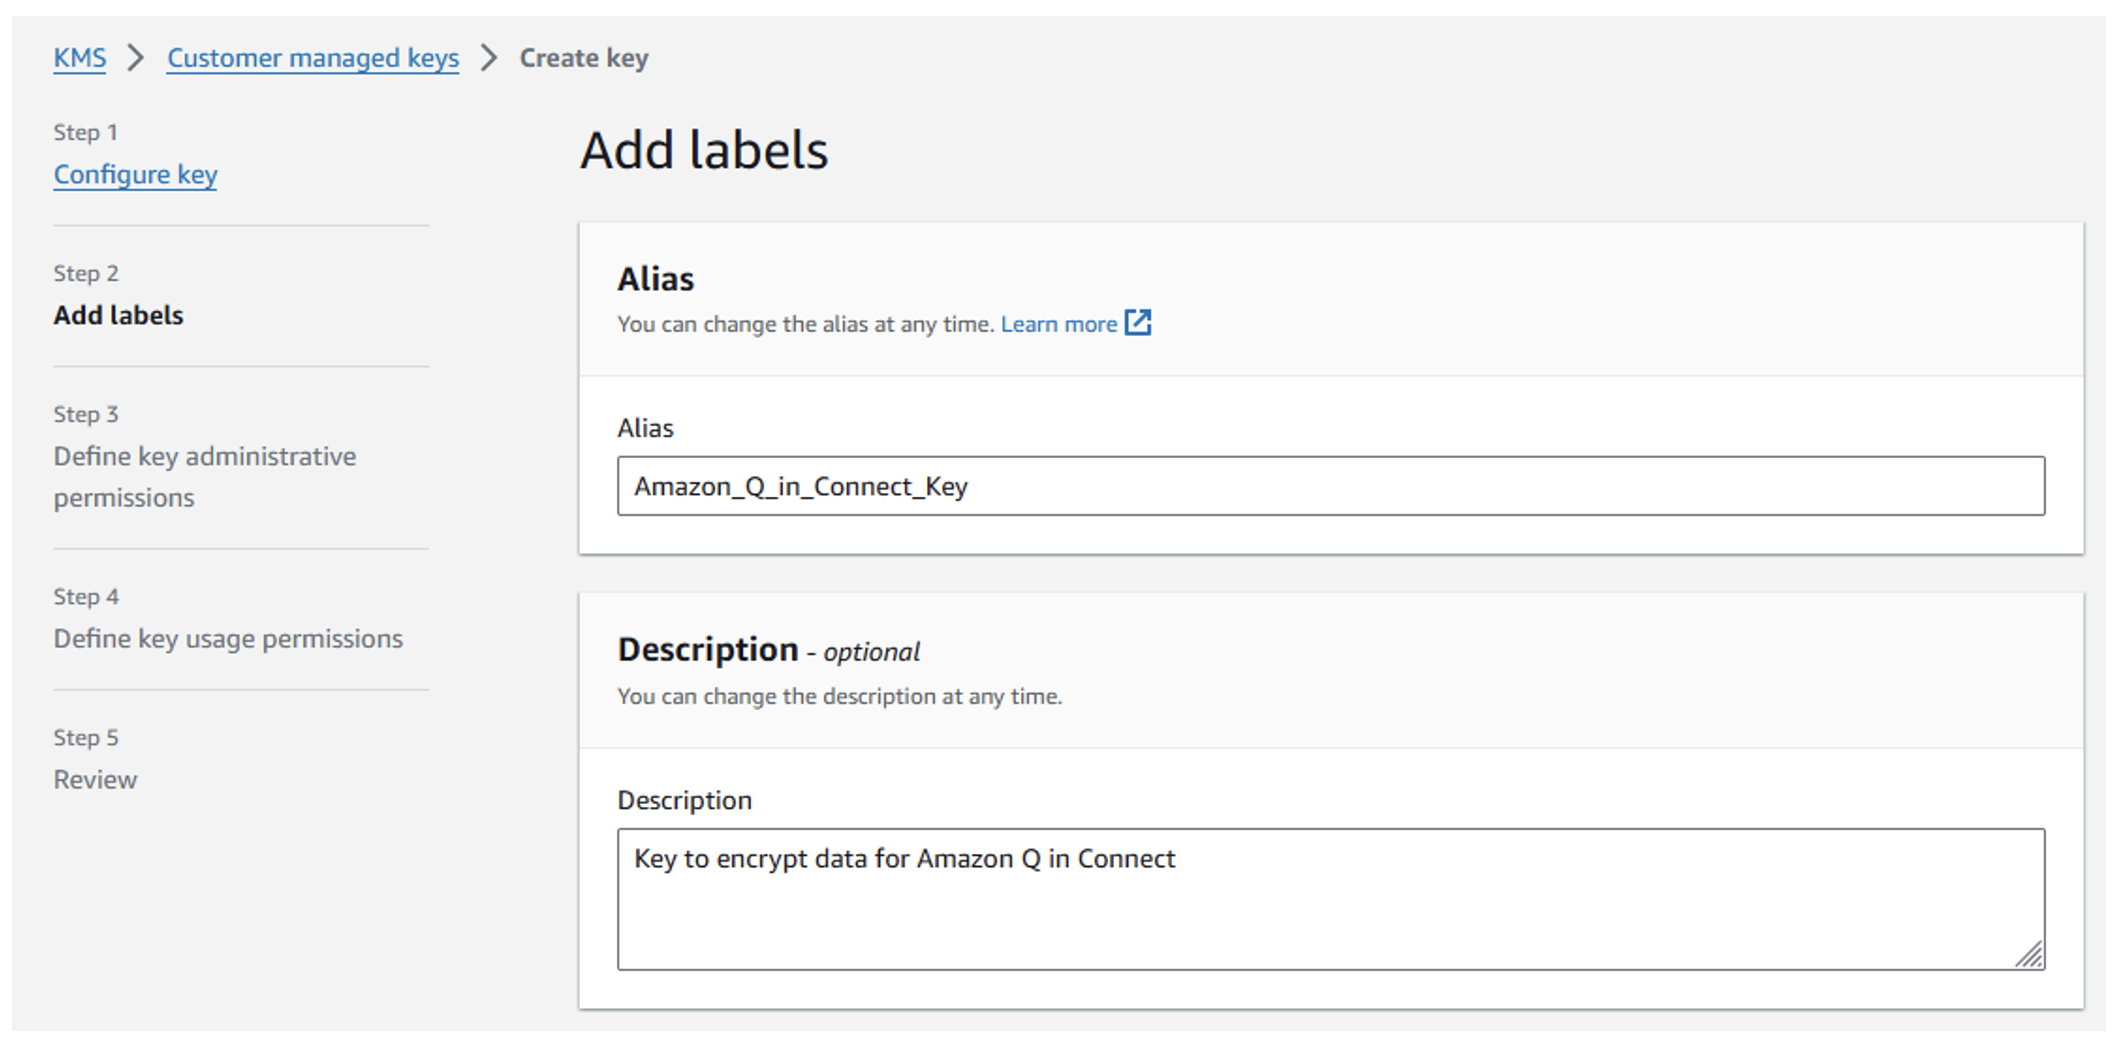 KMS > Customer managed keys > Create key
Step 1
Configure key
Step 2
Add labels
Step 3
Define key administrative
permissions
Step 4
Define key usage permissions
Step 5
Review
Add labels
Alias
You can change the alias at any time. Learn more
Alias
Amazon_Q_in_Connect_Key
Description - optional
You can change the description at any time.
Description
Key to encrypt data for Amazon Q in Connect